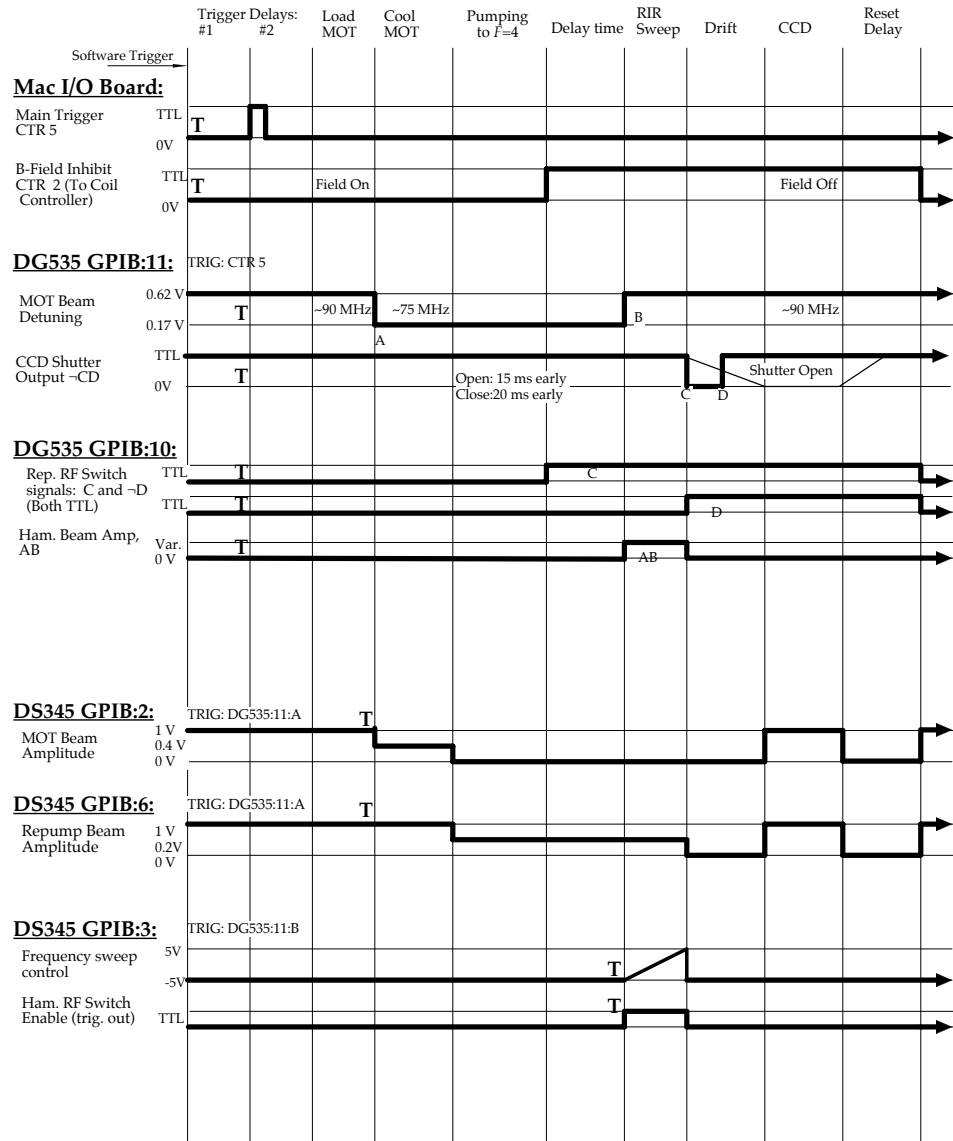 Trigger Delays:
#1 #2
Load MOT
Cool MOT
Pumping to F=4
Delay time
RIR Sweep
Drift
CCD
Reset Delay
Software Trigger
Mac I/O Board:
Main Trigger
CTR 5
TTL
0V
T
B-Field Inhibit
CTR 2 (To Coil
Controller)
TTL
0V
T
Field On
Field Off
DG535 GPIB:11:
TRIG: CTR 5
MOT Beam
Detuning
0.62 V
0.17 V
T
~90 MHz
~75 MHz
A
B
~90 MHz
CCD Shutter
Output ¬CD
TTL
0V
T
Open: 15 ms early
Close:20 ms early
C
D
Shutter Open
DG535 GPIB:10:
Rep. RF Switch
signals: C and ¬D
(Both TTL)
TTL
T
C
TTL
T
D
Ham. Beam Amp,
AB
Var.
0 V
T
AB
DS345 GPIB:2:
TRIG: DG535:11:A
MOT Beam
Amplitude
1 V
0.4 V
0 V
T
DS345 GPIB:6:
TRIG: DG535:11:A
Repump Beam
Amplitude
1 V
0.2V
0 V
T
DS345 GPIB:3:
TRIG: DG535:11:B
Frequency sweep
control
5V
-5V
T
Ham. RF Switch
Enable (trig. out)
TTL
T